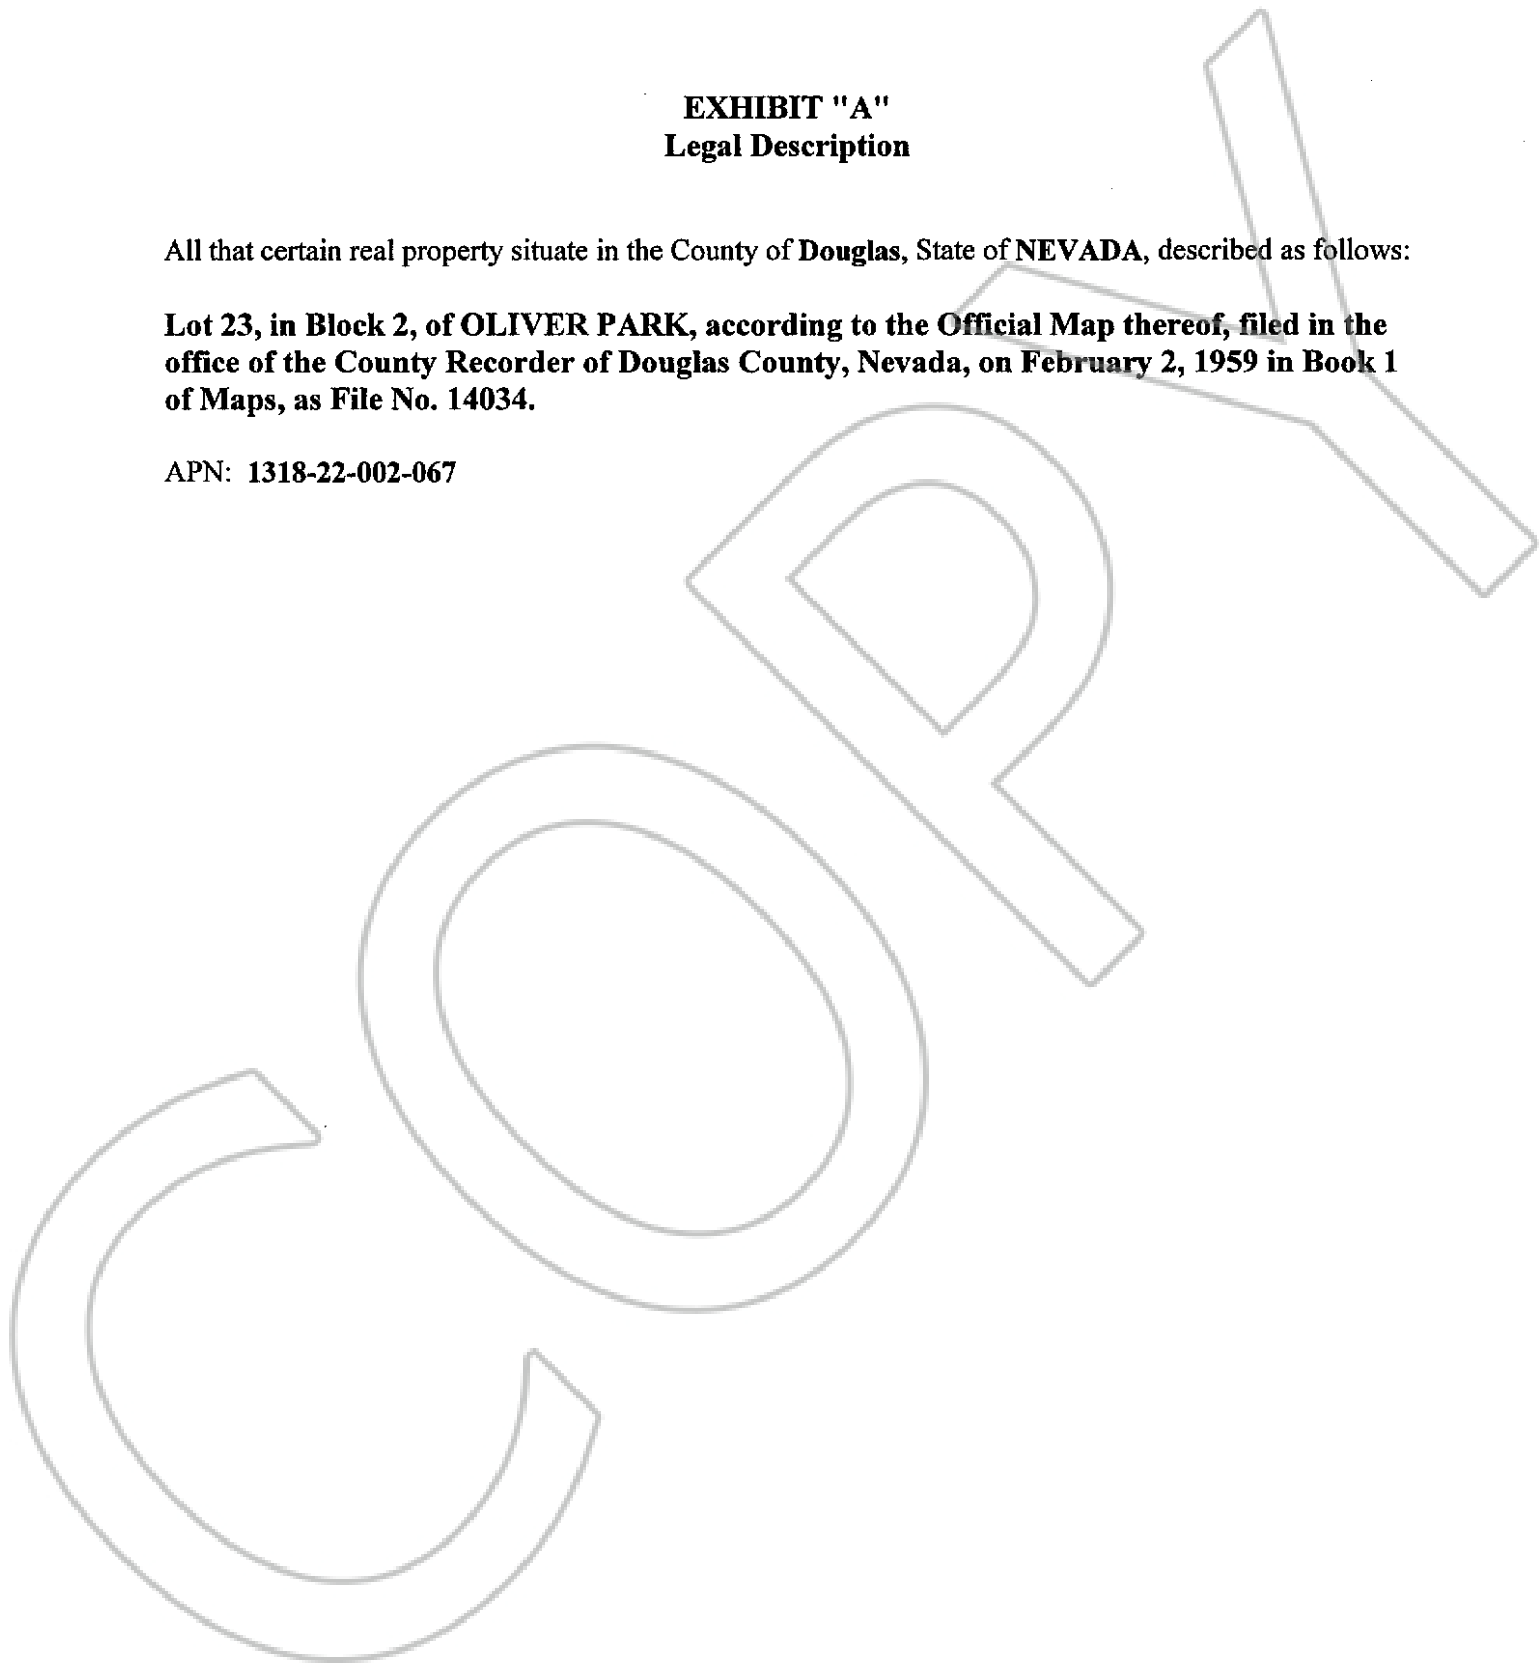 EXHIBIT "A"
Legal Description
All that certain real property situate in the County of Douglas, State of NEVADA, described as follows:
Lot 23, in Block 2, of OLIVER PARK, according to the Official Map thereof, filed in the
office of the County Recorder of Douglas County, Nevada, on February 2, 1959 in Book 1
of Maps, as File No. 14034.
APN: 1318-22-002-067
COPY